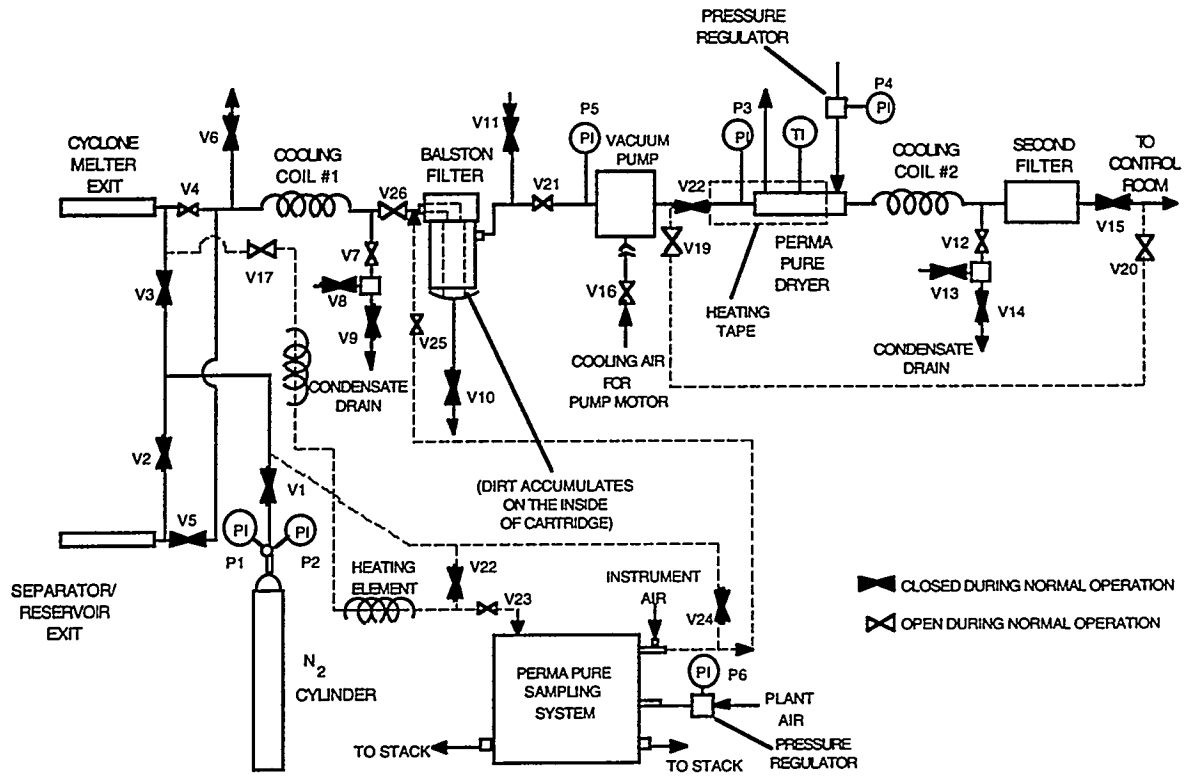 PRESSURE
REGULATOR
P4
PI
P5
PI
P3
PI
TI
V11
VACUUM
PUMP
V6
CYCLONE
MELTER
EXIT
COOLING
COIL #1
BALSTON
FILTER
COOLING
COIL #2
SECOND
FILTER
TO
CONTROL
ROOM
V4
V26
V21
V22
V15
V17
V7
V19
PERMA
PURE
DRYER
V12
V20
V3
V8
V16
V13
V9
V25
HEATING
TAPE
V14
CONDENSATE
DRAIN
V10
COOLING AIR
FOR
PUMP MOTOR
CONDENSATE
DRAIN
V2
V1
(DIRT ACCUMULATES
ON THE INSIDE
OF CARTRIDGE)
V5
PI
PI
P1
P2
SEPARATOR/
RESERVOIR
EXIT
HEATING
ELEMENT
V22
V23
INSTRUMENT
AIR
V24
CLOSED DURING NORMAL OPERATION
OPEN DURING NORMAL OPERATION
N2
CYLINDER
PERMA PURE
SAMPLING
SYSTEM
PI
P6
PLANT
AIR
PRESSURE
REGULATOR
TO STACK
TO STACK